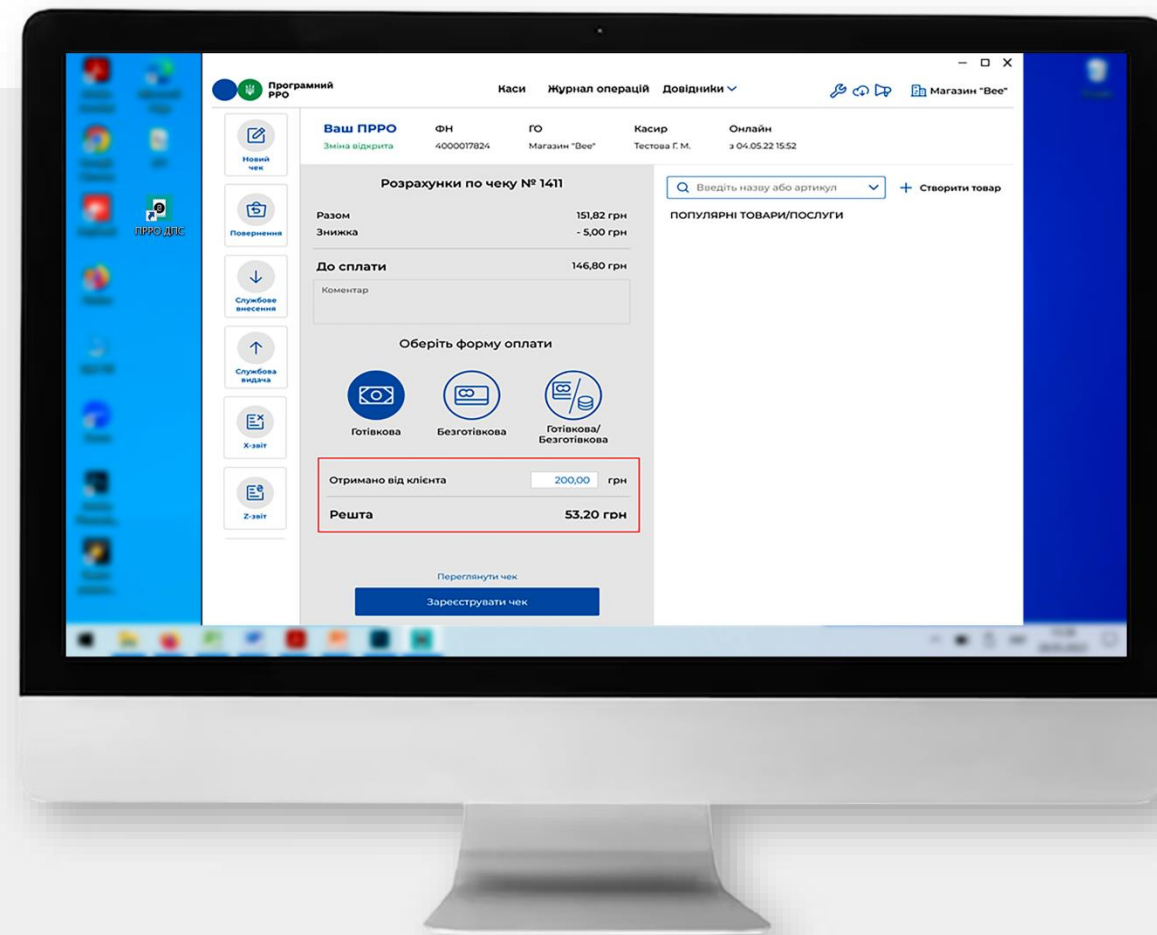 Програмний
РРО
Каси Журнал операцій Довідники
Магазин "Bee"
ПРРО ДПС
Новий
чек
Повернення
Службове
внесення
Службова
видача
X-звіт
Z-звіт
Ваш ПРРО ФН ГО Касир Онлайн
Зміна відкрита 4000017824 Магазин "Bee" Тестова Г. М. з 04.05.22 15:52
Розрахунки по чеку № 1411
Разом 151,82 грн
Знижка - 5,00 грн
До сплати 146,80 грн
Коментар
Оберіть форму оплати
Готівкова Безготівкова Готівкова/
Безготівкова
Отримано від клієнта 200,00 грн
Решта 53.20 грн
Переглянути чек
Зареєструвати чек
Введіть назву або артикул + Створити товар
ПОПУЛЯРНІ ТОВАРИ/ПОСЛУГИ